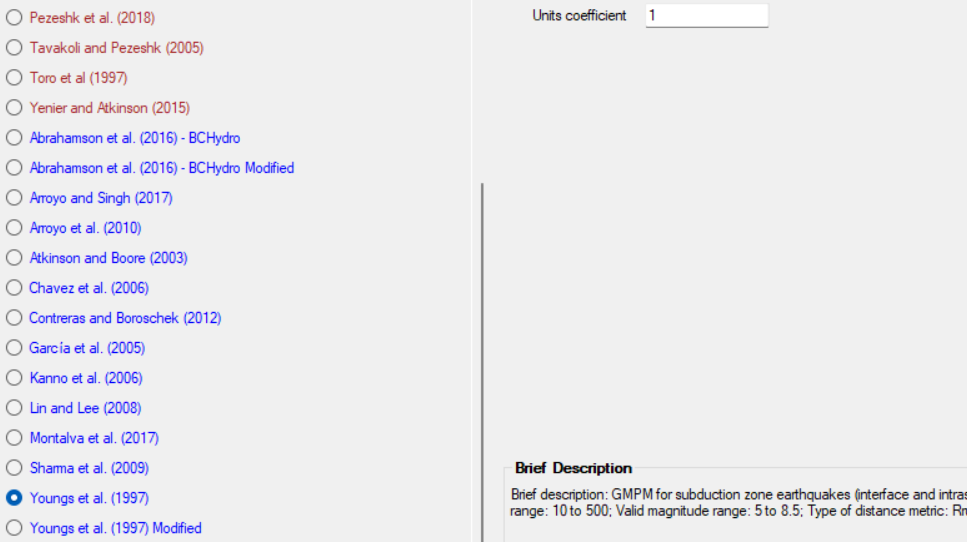 Pezeshk et al. (2018)
Tavakoli and Pezeshk (2005)
Toro et al (1997)
Yenier and Atkinson (2015)
Abrahamson et al. (2016) - BCHydro
Abrahamson et al. (2016) - BCHydro Modified
Arroyo and Singh (2017)
Arroyo et al. (2010)
Atkinson and Boore (2003)
Chavez et al. (2006)
Contreras and Boroschek (2012)
García et al. (2005)
Kanno et al. (2006)
Lin and Lee (2008)
Montalva et al. (2017)
Sharma et al. (2009)
Youngs et al. (1997)
Youngs et al. (1997) Modified
Units coefficient 1
Brief Description
Brief description: GMPM for subduction zone earthquakes (interface and intras
range: 10 to 500; Valid magnitude range: 5 to 8.5; Type of distance metric: